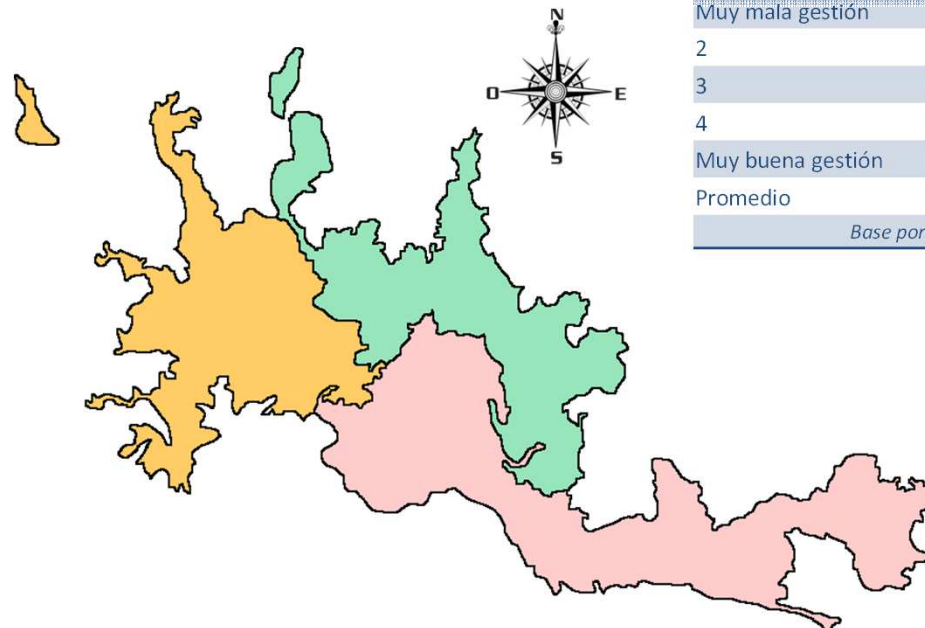 N
O
E
S
Muy mala gestión
2
3
4
Muy buena gestión
Promedio
Base por